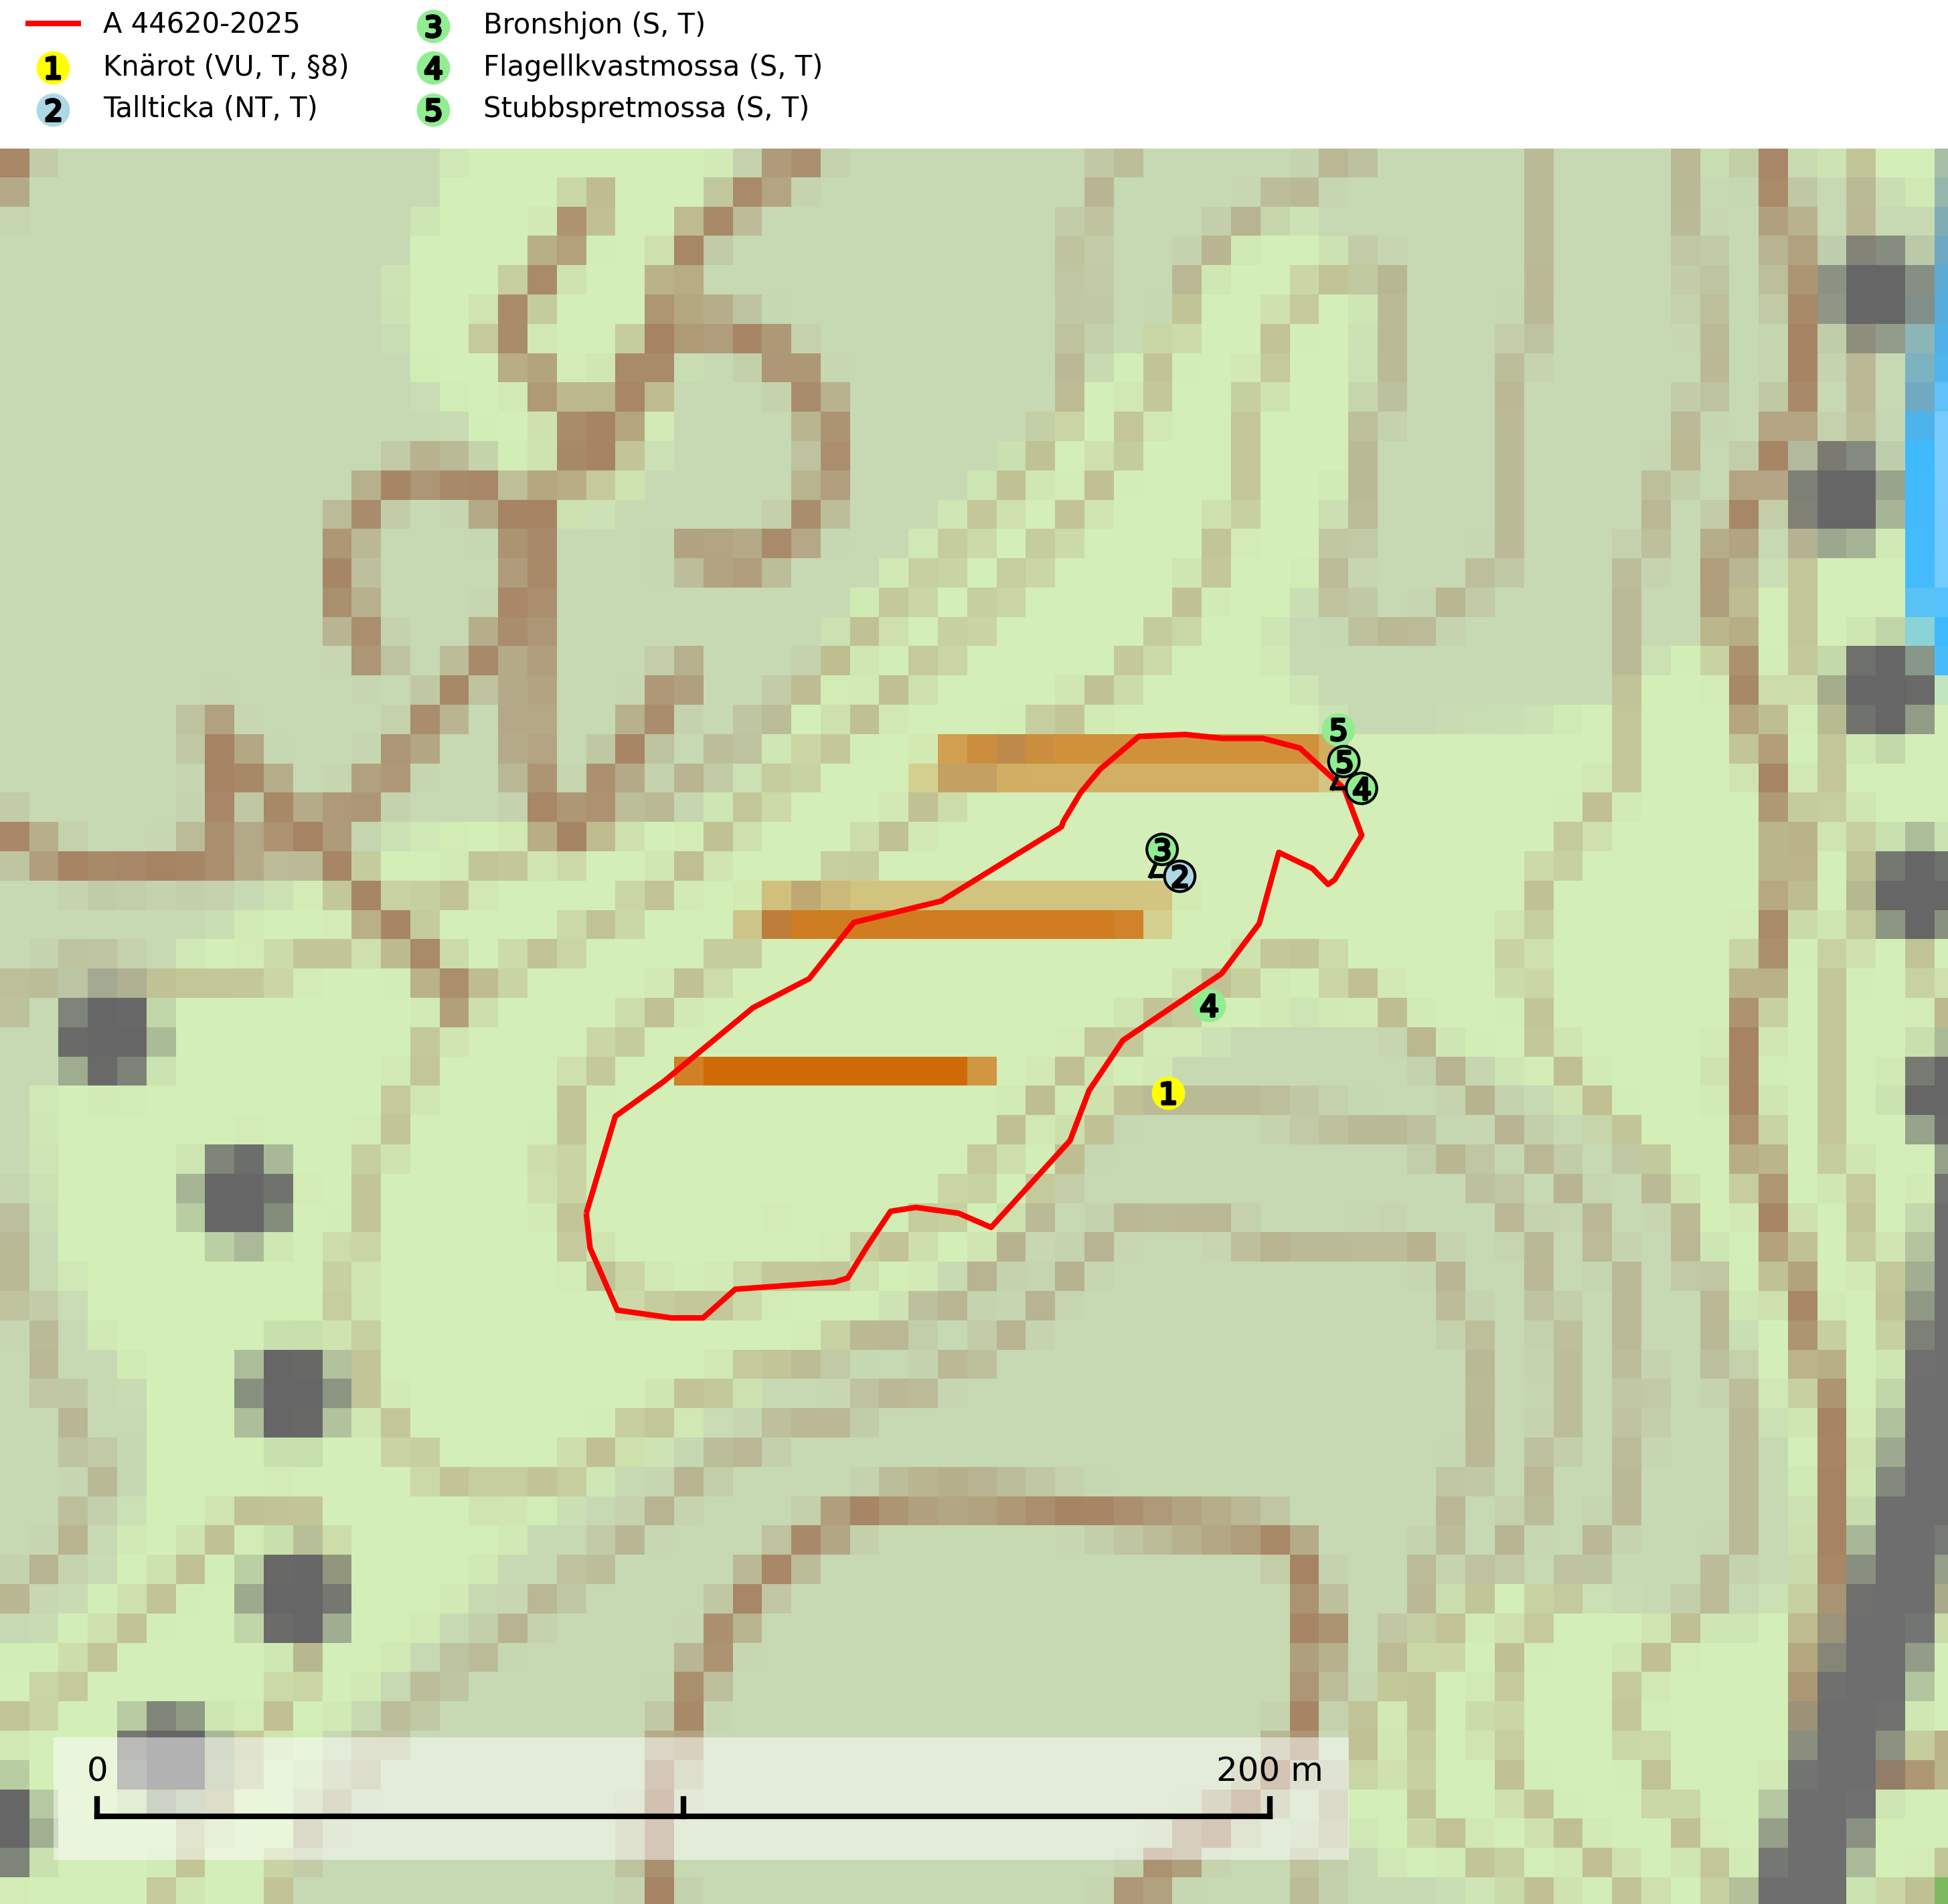 A 44620-2025
1 Knärot (VU, T, §8)
2 Tallticka (NT, T)
3 Bronshjon (S, T)
4 Flagellkvastmossa (S, T)
5 Stubbspretmossa (S, T)
5
5
4
3
2
4
1
0 200 m